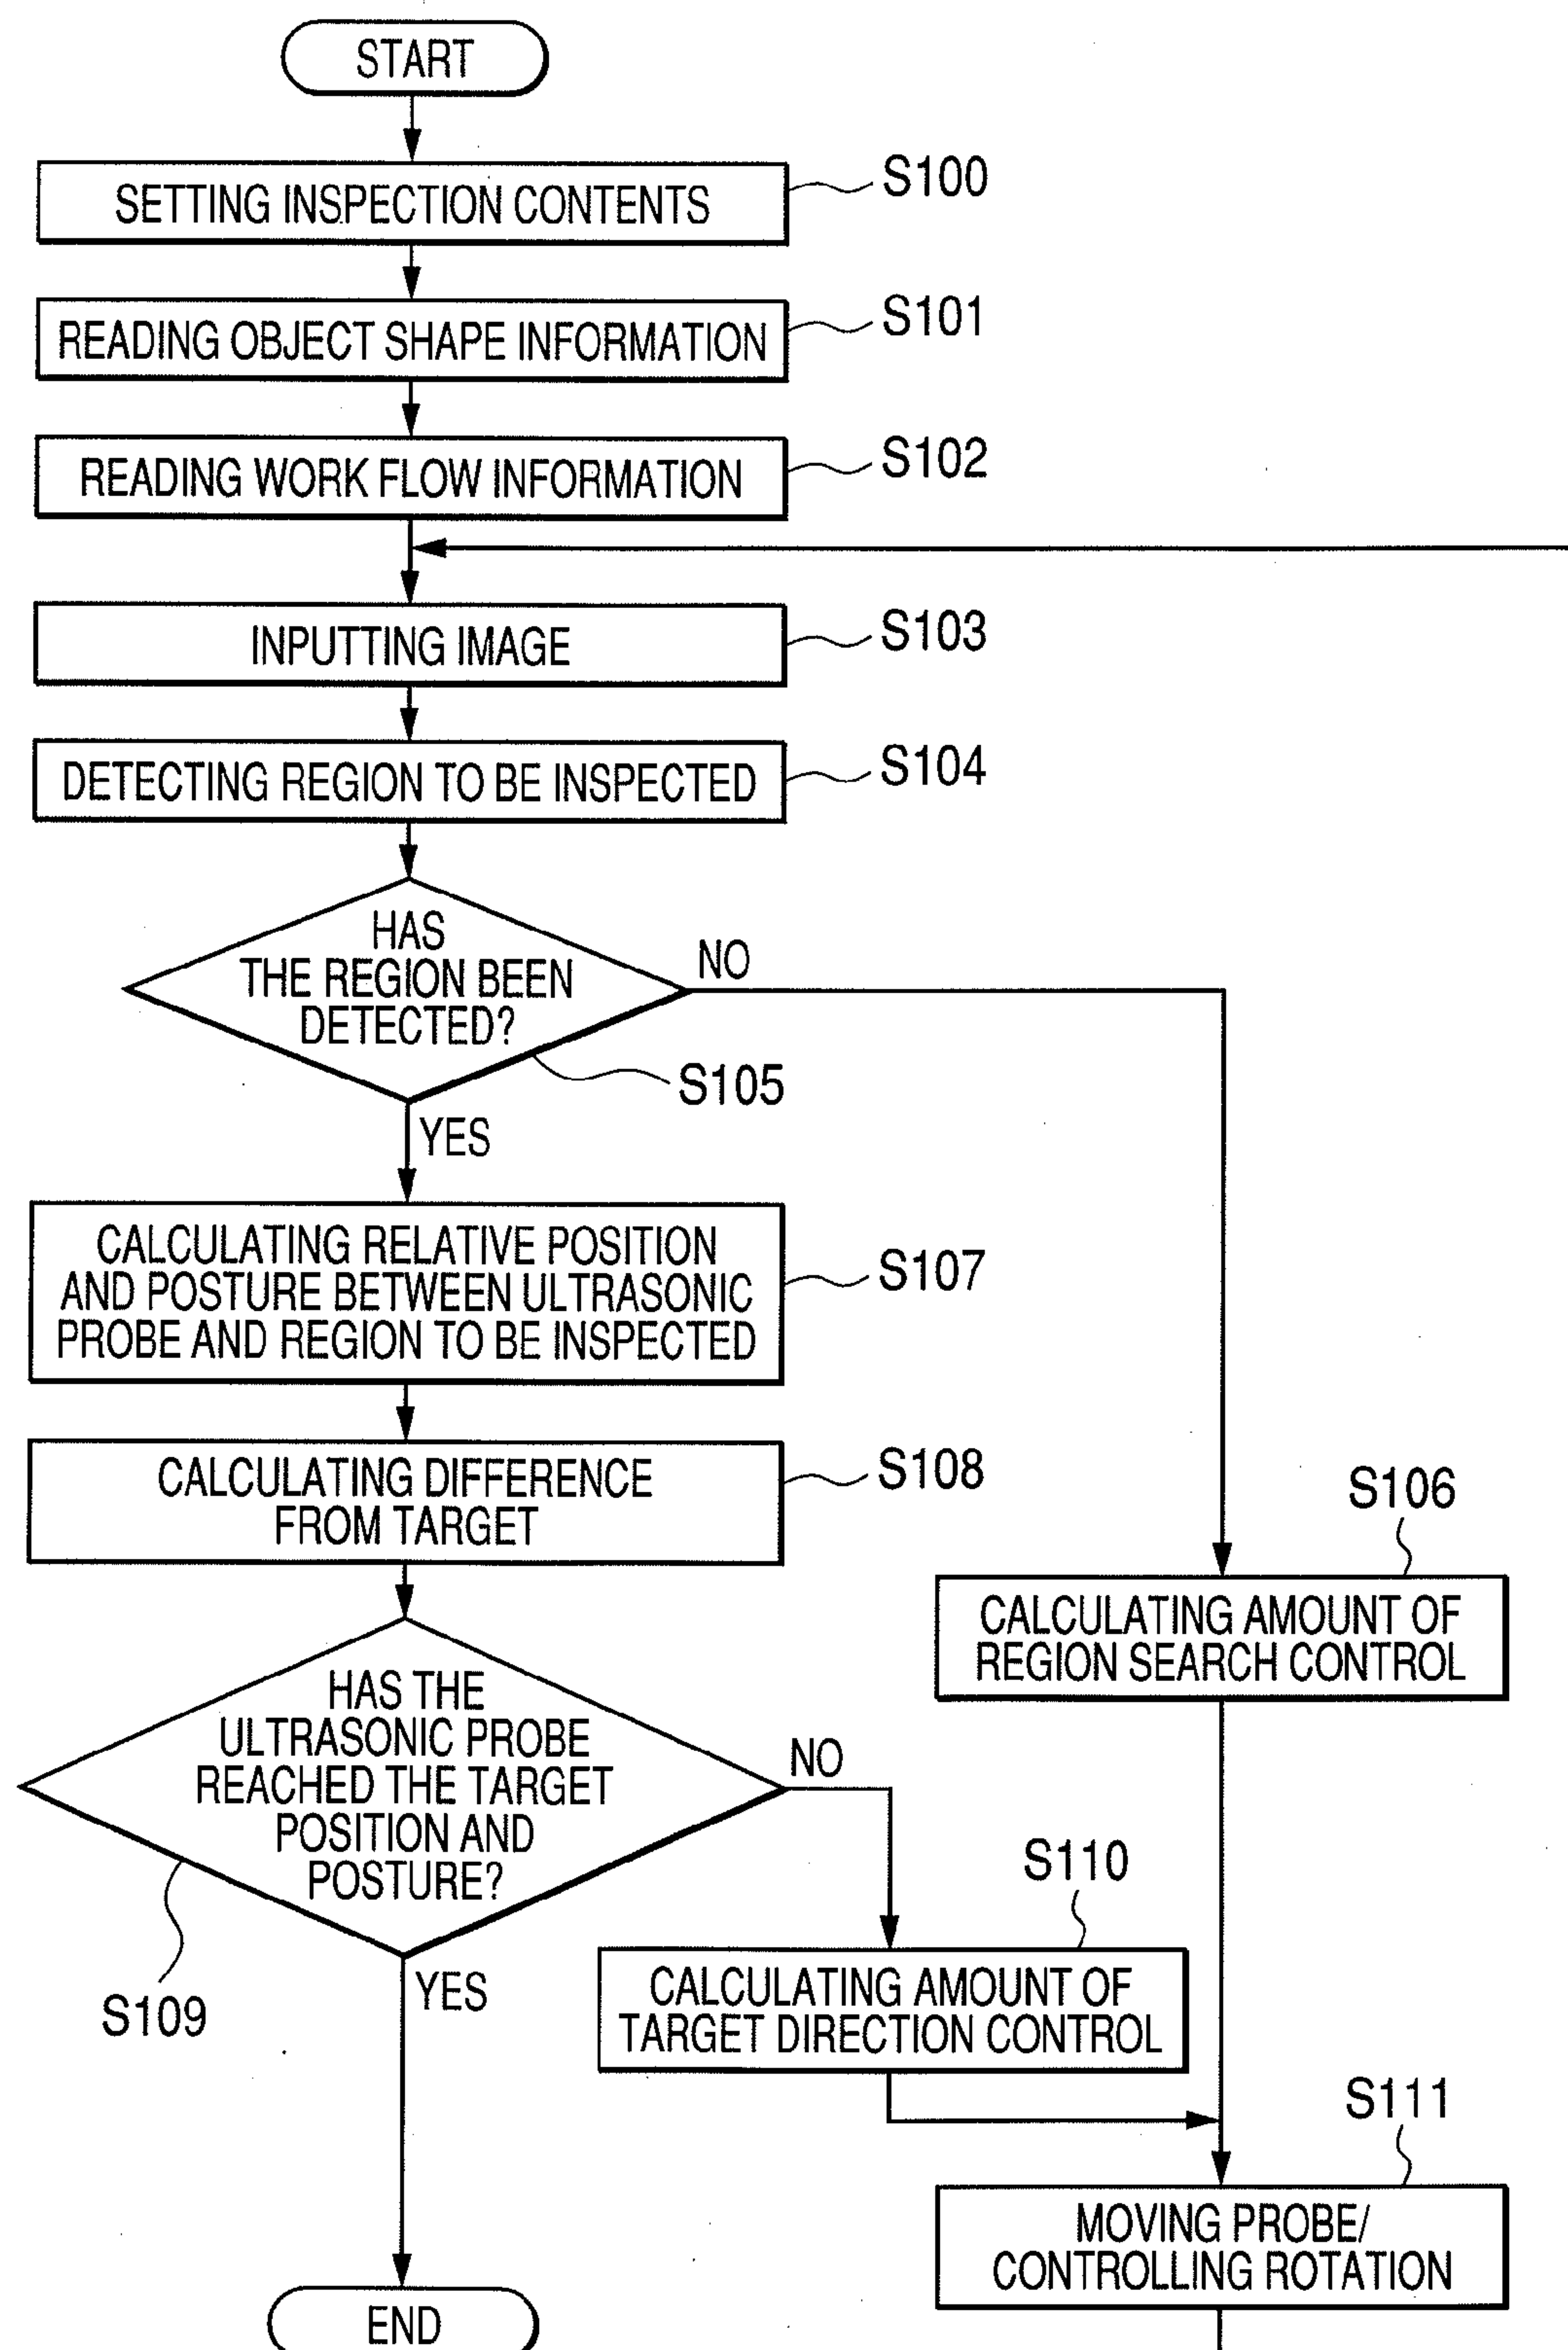 START
SETTING INSPECTION CONTENTS
S100
READING OBJECT SHAPE INFORMATION
S101
READING WORK FLOW INFORMATION
S102
INPUTTING IMAGE
S103
DETECTING REGION TO BE INSPECTED
S104
HAS
THE REGION BEEN
DETECTED?
NO
S105
YES
CALCULATING RELATIVE POSITION
AND POSTURE BETWEEN ULTRASONIC
PROBE AND REGION TO BE INSPECTED
S107
CALCULATING DIFFERENCE
FROM TARGET
S108
S106
CALCULATING AMOUNT OF
REGION SEARCH CONTROL
HAS THE
ULTRASONIC PROBE
REACHED THE TARGET
POSITION AND
POSTURE?
NO
S109
YES
S110
CALCULATING AMOUNT OF
TARGET DIRECTION CONTROL
S111
MOVING PROBE/
CONTROLLING ROTATION
END